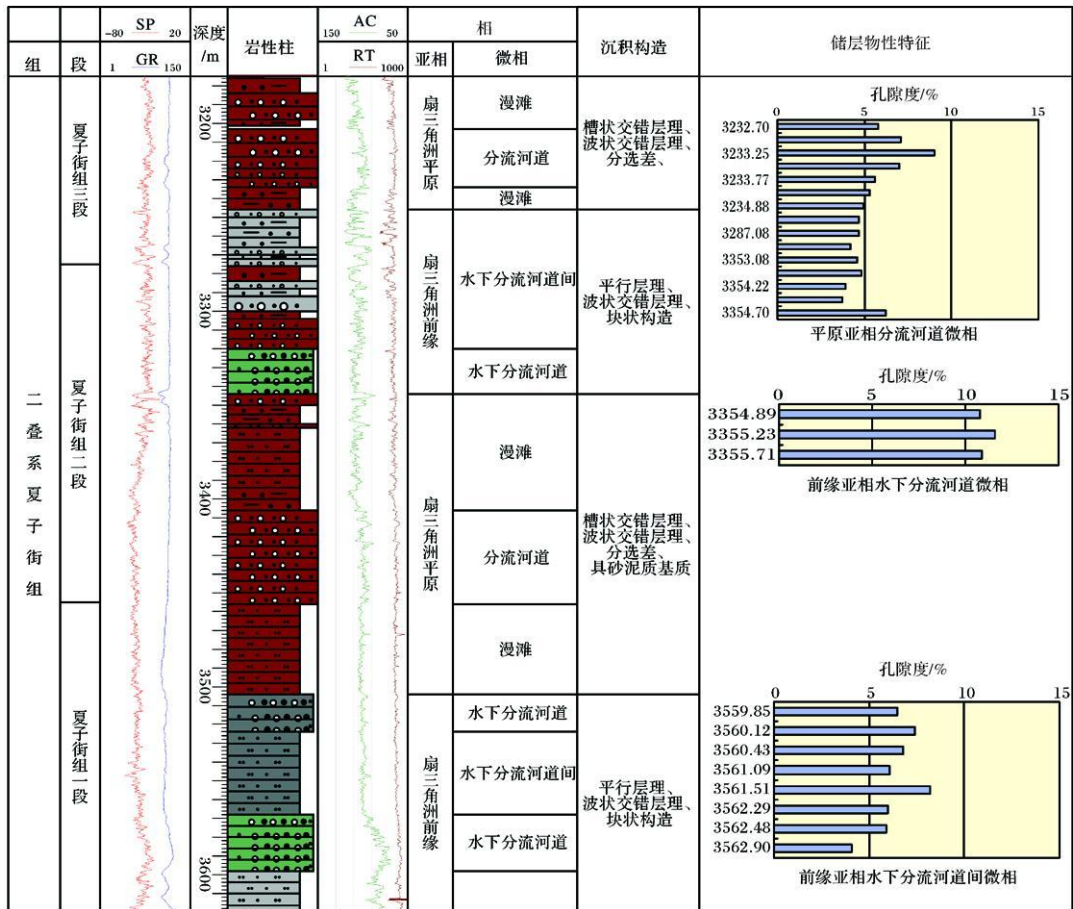 SP
-80 20
GR
1 150
深度
/m
岩性柱
AC
150 50
RT
1 1000
相
组
段
亚相
微相
沉积构造
储层物性特征
二叠系夏子街组
夏子街组三段
夏子街组二段
夏子街组一段
3200
3300
3400
3500
3600
扇三角洲平原
漫滩
分流河道
漫滩
槽状交错层理、
波状交错层理、
分选差、
扇三角洲前缘
水下分流河道间
水下分流河道
平行层理、
波状交错层理、
块状构造
扇三角洲平原
漫滩
分流河道
漫滩
槽状交错层理、
波状交错层理、
分选差、
具砂泥质基质
扇三角洲前缘
水下分流河道
水下分流河道间
水下分流河道
平行层理、
波状交错层理、
块状构造
孔隙度/%
0 5 10 15
3232.70
3233.25
3233.77
3234.88
3287.08
3353.08
3354.22
3354.70
平原亚相分流河道微相
孔隙度/%
0 5 10 15
3354.89
3355.23
3355.71
前缘亚相水下分流河道微相
孔隙度/%
0 5 10 15
3559.85
3560.12
3560.43
3561.09
3561.51
3562.29
3562.48
3562.90
前缘亚相水下分流河道间微相